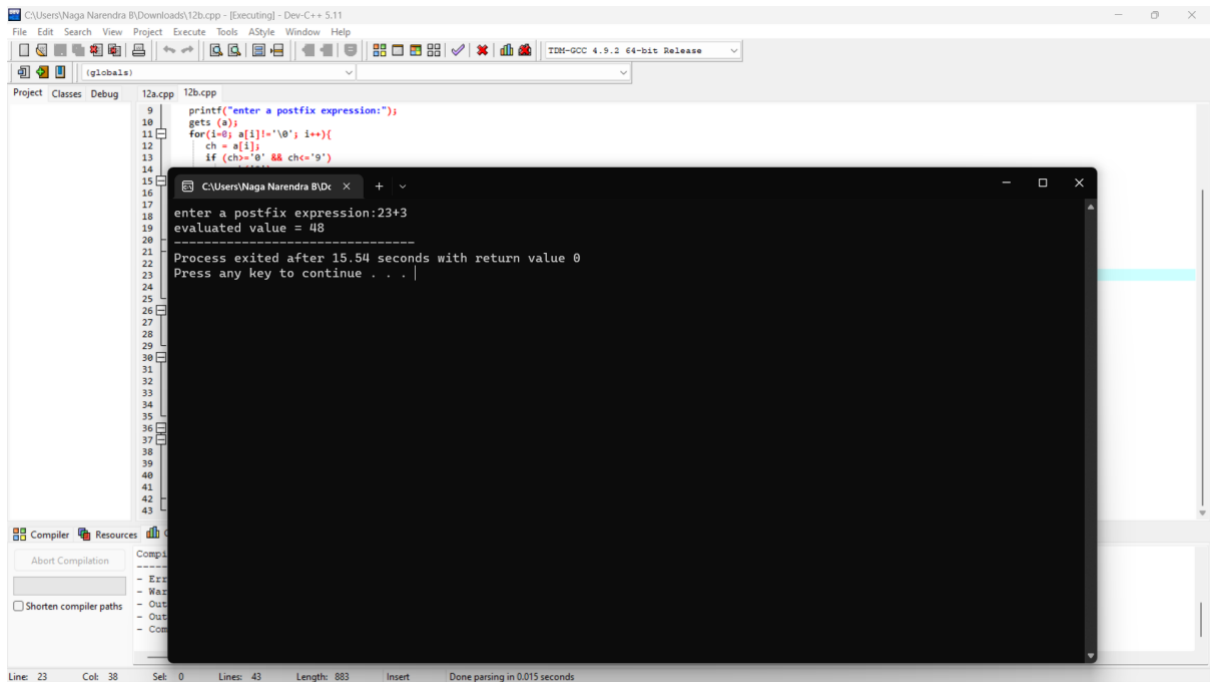 C:\Users\Naga Narendra B\Downloads\12b.cpp - [Executing] - Dev-C++ 5.11
File Edit Search View Project Execute Tools AStyle Window Help
TDM-GCC 4.9.2 64-bit Release
(globals)
Project Classes Debug 12a.cpp 12b.cpp
9 printf("enter a postfix expression:");
10 gets (a);
11 for(i=0; a[i]!='\0'; i++){
12 ch = a[i];
13 if (ch>='0' && ch<='9')
14
15
16
17
18
19
20
21
22
23
24
25
26
27
28
29
30
31
32
33
34
35
36
37
38
39
40
41
42
43
C:\Users\Naga Narendra B\Dc
enter a postfix expression:23+3
evaluated value = 48
--------------------------------
Process exited after 15.54 seconds with return value 0
Press any key to continue . . .
Compiler Resources
Abort Compilation
Shorten compiler paths
Compi
- Err
- War
- Out
- Out
- Com
Line: 23 Col: 38 Sel: 0 Lines: 43 Length: 883 Insert Done parsing in 0.015 seconds